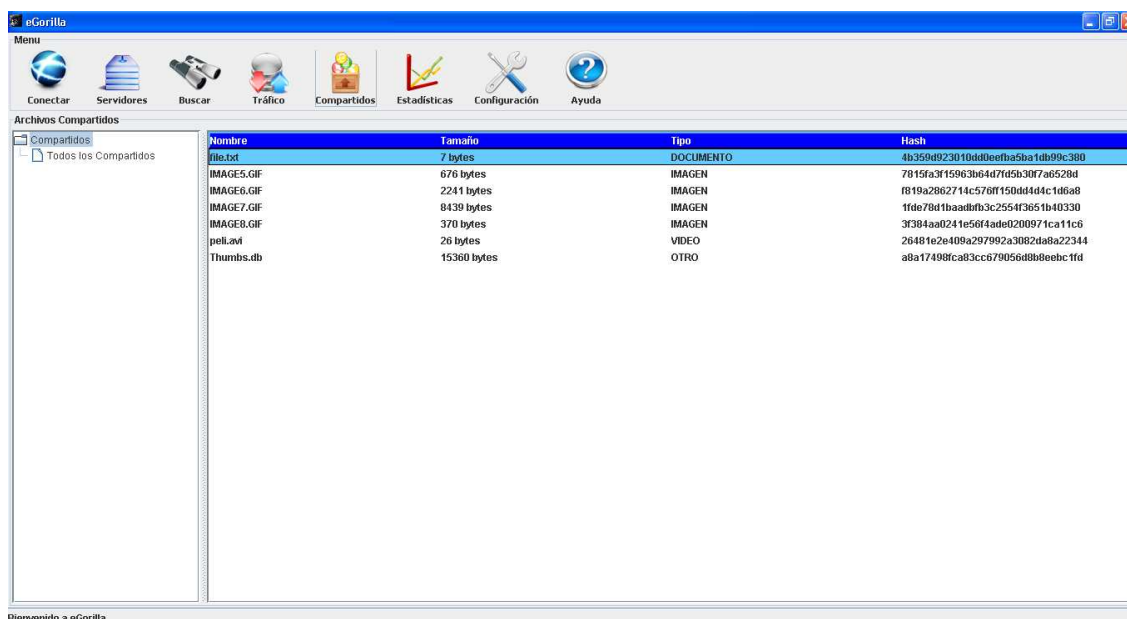 eGorilla
Menu
Conectar Servidores Buscar Tráfico Compartidos Estadísticas Configuración Ayuda
Archivos Compartidos
Compartidos
Todos los Compartidos
Nombre Tamaño Tipo Hash
file.txt 7 bytes DOCUMENTO 4b359d923010dd0eefba5ba1db99c380
IMAGE5.GIF 676 bytes IMAGEN 7815fa3f15963b64d7fd5b30f7a6528d
IMAGE6.GIF 2241 bytes IMAGEN f819a2862714c576ff150dd4d4c1d6a8
IMAGE7.GIF 8439 bytes IMAGEN 1fde78d1baadbfb3c2554f3651b40330
IMAGE8.GIF 370 bytes IMAGEN 3f384aa0241e56f4ade0200971ca11c6
peli.avi 26 bytes VIDEO 26481e2e409a297992a3082da8a22344
Thumbs.db 15360 bytes OTRO a8a17498fca83cc679056d8b8eebc1fd
Bienvenido a eGorilla